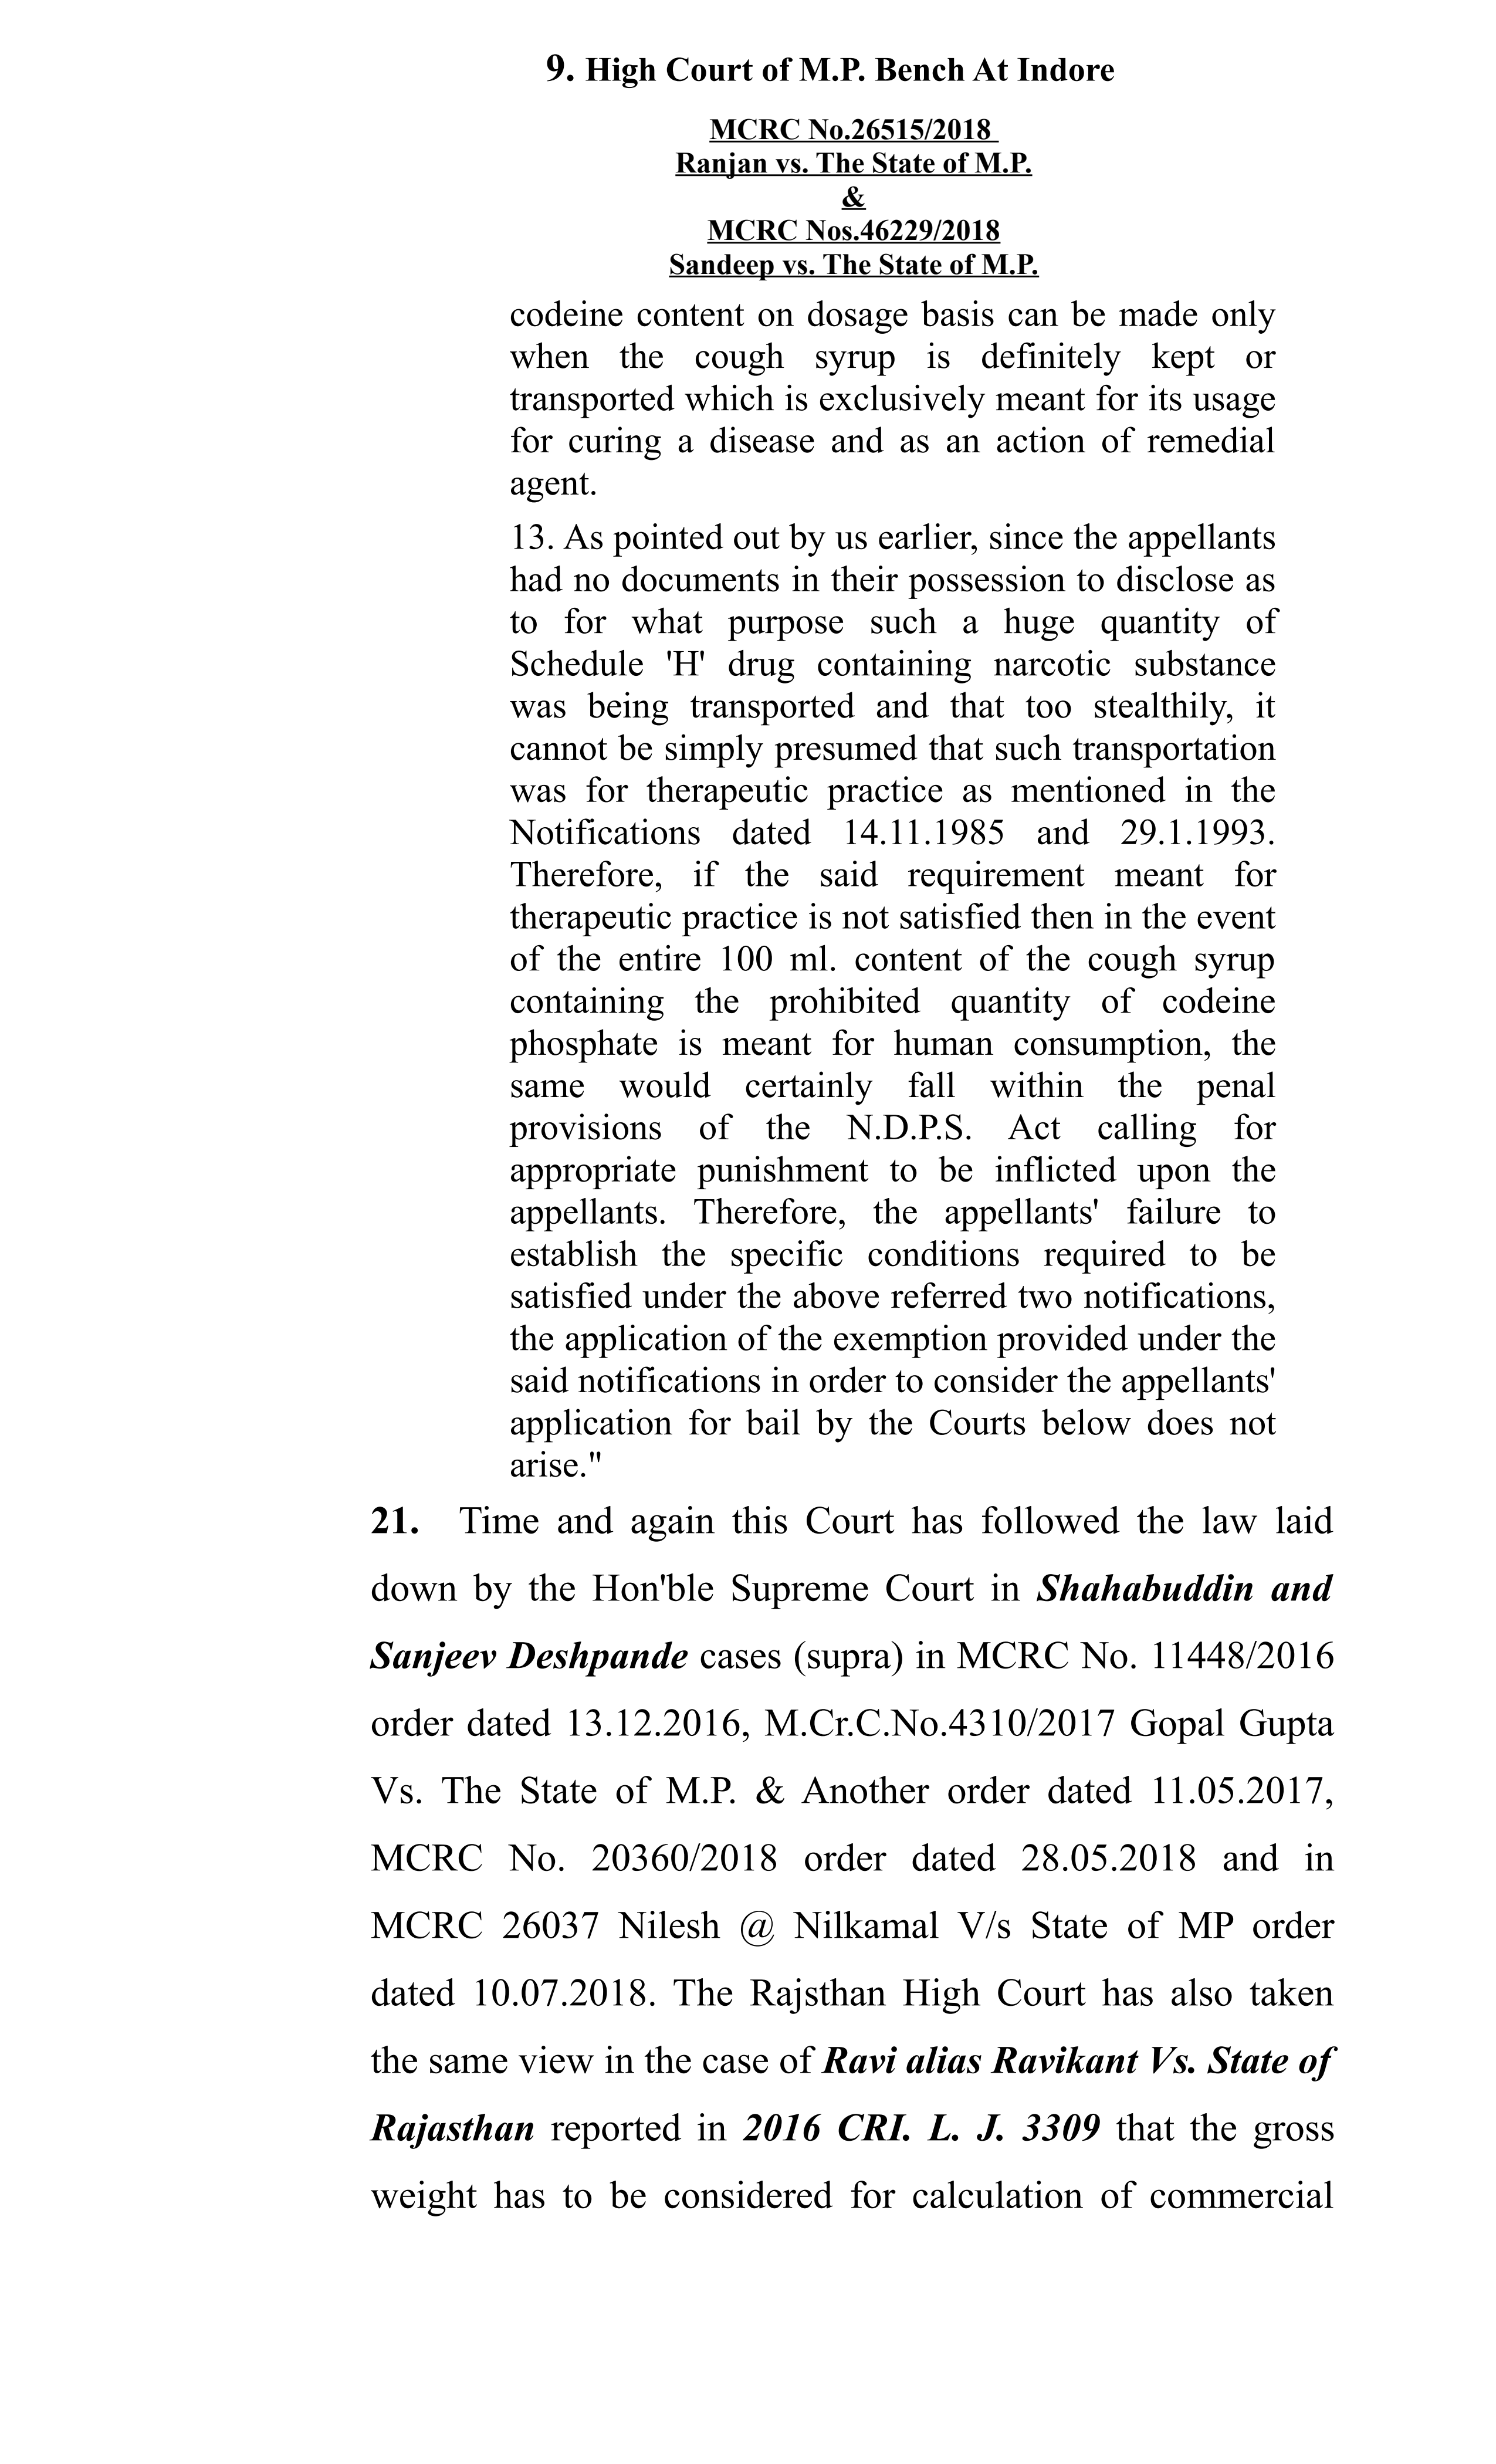 9. High Court of M.P. Bench At Indore
MCRC No.26515/2018
Ranjan vs. The State of M.P.
&
MCRC Nos.46229/2018
Sandeep vs. The State of M.P.
codeine content on dosage basis can be made only
when the cough syrup is definitely kept or
transported which is exclusively meant for its usage
for curing a disease and as an action of remedial
agent.
13. As pointed out by us earlier, since the appellants
had no documents in their possession to disclose as
to for what purpose such a huge quantity of
Schedule 'H' drug containing narcotic substance
was being transported and that too stealthily, it
cannot be simply presumed that such transportation
was for therapeutic practice as mentioned in the
Notifications dated 14.11.1985 and 29.1.1993.
Therefore, if the said requirement meant for
therapeutic practice is not satisfied then in the event
of the entire 100 ml. content of the cough syrup
containing the prohibited quantity of codeine
phosphate is meant for human consumption, the
same would certainly fall within the penal
provisions of the N.D.P.S. Act calling for
appropriate punishment to be inflicted upon the
appellants. Therefore, the appellants' failure to
establish the specific conditions required to be
satisfied under the above referred two notifications,
the application of the exemption provided under the
said notifications in order to consider the appellants'
application for bail by the Courts below does not
arise."
21. Time and again this Court has followed the law laid
down by the Hon'ble Supreme Court in Shahabuddin and
Sanjeev Deshpande cases (supra) in MCRC No. 11448/2016
order dated 13.12.2016, M.Cr.C.No.4310/2017 Gopal Gupta
Vs. The State of M.P. & Another order dated 11.05.2017,
MCRC No. 20360/2018 order dated 28.05.2018 and in
MCRC 26037 Nilesh @ Nilkamal V/s State of MP order
dated 10.07.2018. The Rajsthan High Court has also taken
the same view in the case of Ravi alias Ravikant Vs. State of
Rajasthan reported in 2016 CRI. L. J. 3309 that the gross
weight has to be considered for calculation of commercial